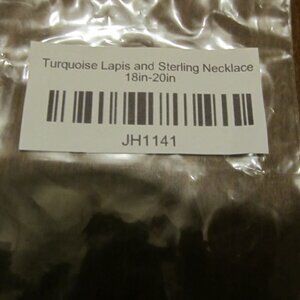 Turquoise Lapis and Sterling Necklace
18in-20in
JH1141